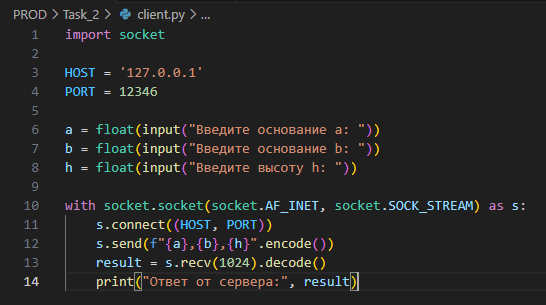 PROD > Task_2 > client.py > ...
1 import socket
2
3 HOST = '127.0.0.1'
4 PORT = 12346
5
6 a = float(input("Введите основание a: "))
7 b = float(input("Введите основание b: "))
8 h = float(input("Введите высоту h: "))
9
10 with socket.socket(socket.AF_INET, socket.SOCK_STREAM) as s:
11     s.connect((HOST, PORT))
12     s.send(f"{a},{b},{h}".encode())
13     result = s.recv(1024).decode()
14     print("Ответ от сервера:", result)